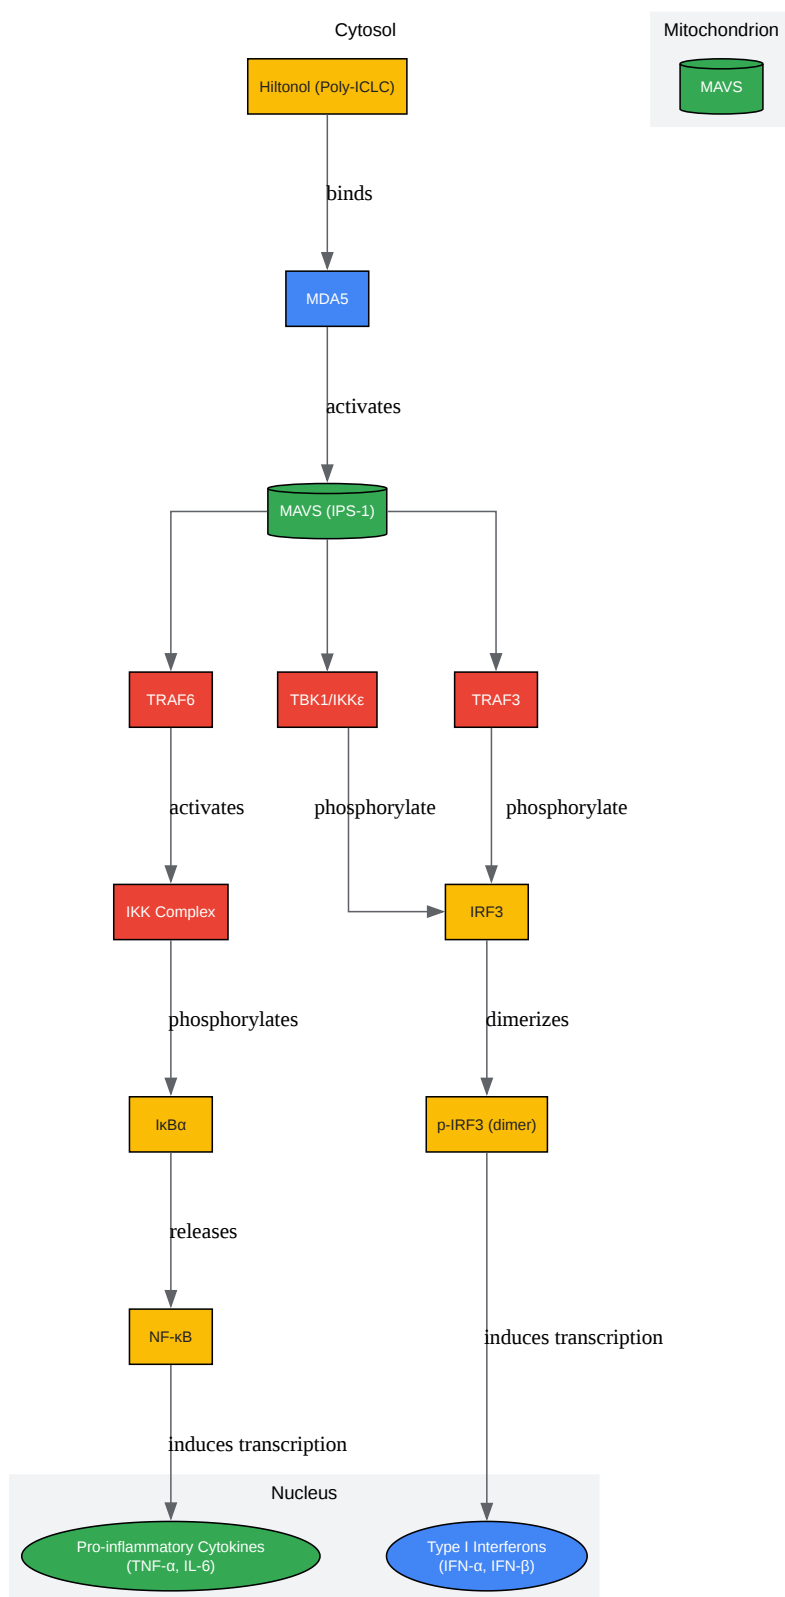 Cytosol
Mitochondrion
Hiltonol (Poly-ICLC)
MAVS
binds
MDA5
activates
MAVS (IPS-1)
TRAF6
TBK1/IKKε
TRAF3
activates
phosphorylate
phosphorylate
IKK Complex
IRF3
phosphorylates
dimerizes
IκBα
p-IRF3 (dimer)
releases
NF-κB
induces transcription
induces transcription
Nucleus
Pro-inflammatory Cytokines
(TNF-α, IL-6)
Type I Interferons
(IFN-α, IFN-β)